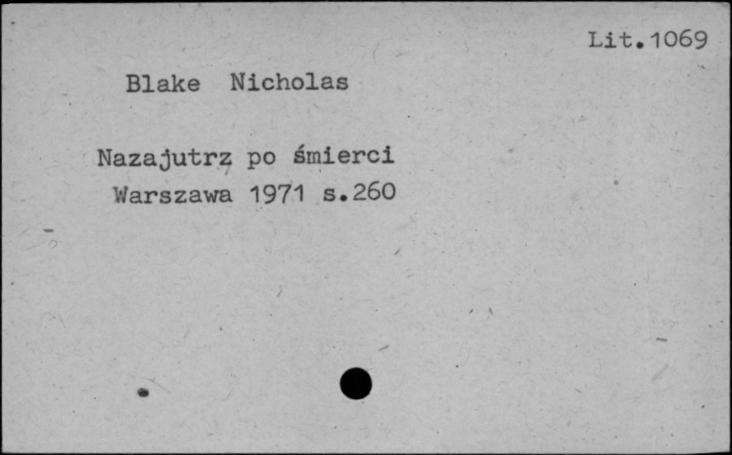 Lit.1069
Blake Nicholas
Nazajutrz po śmierci
Warszawa 1971 s.260